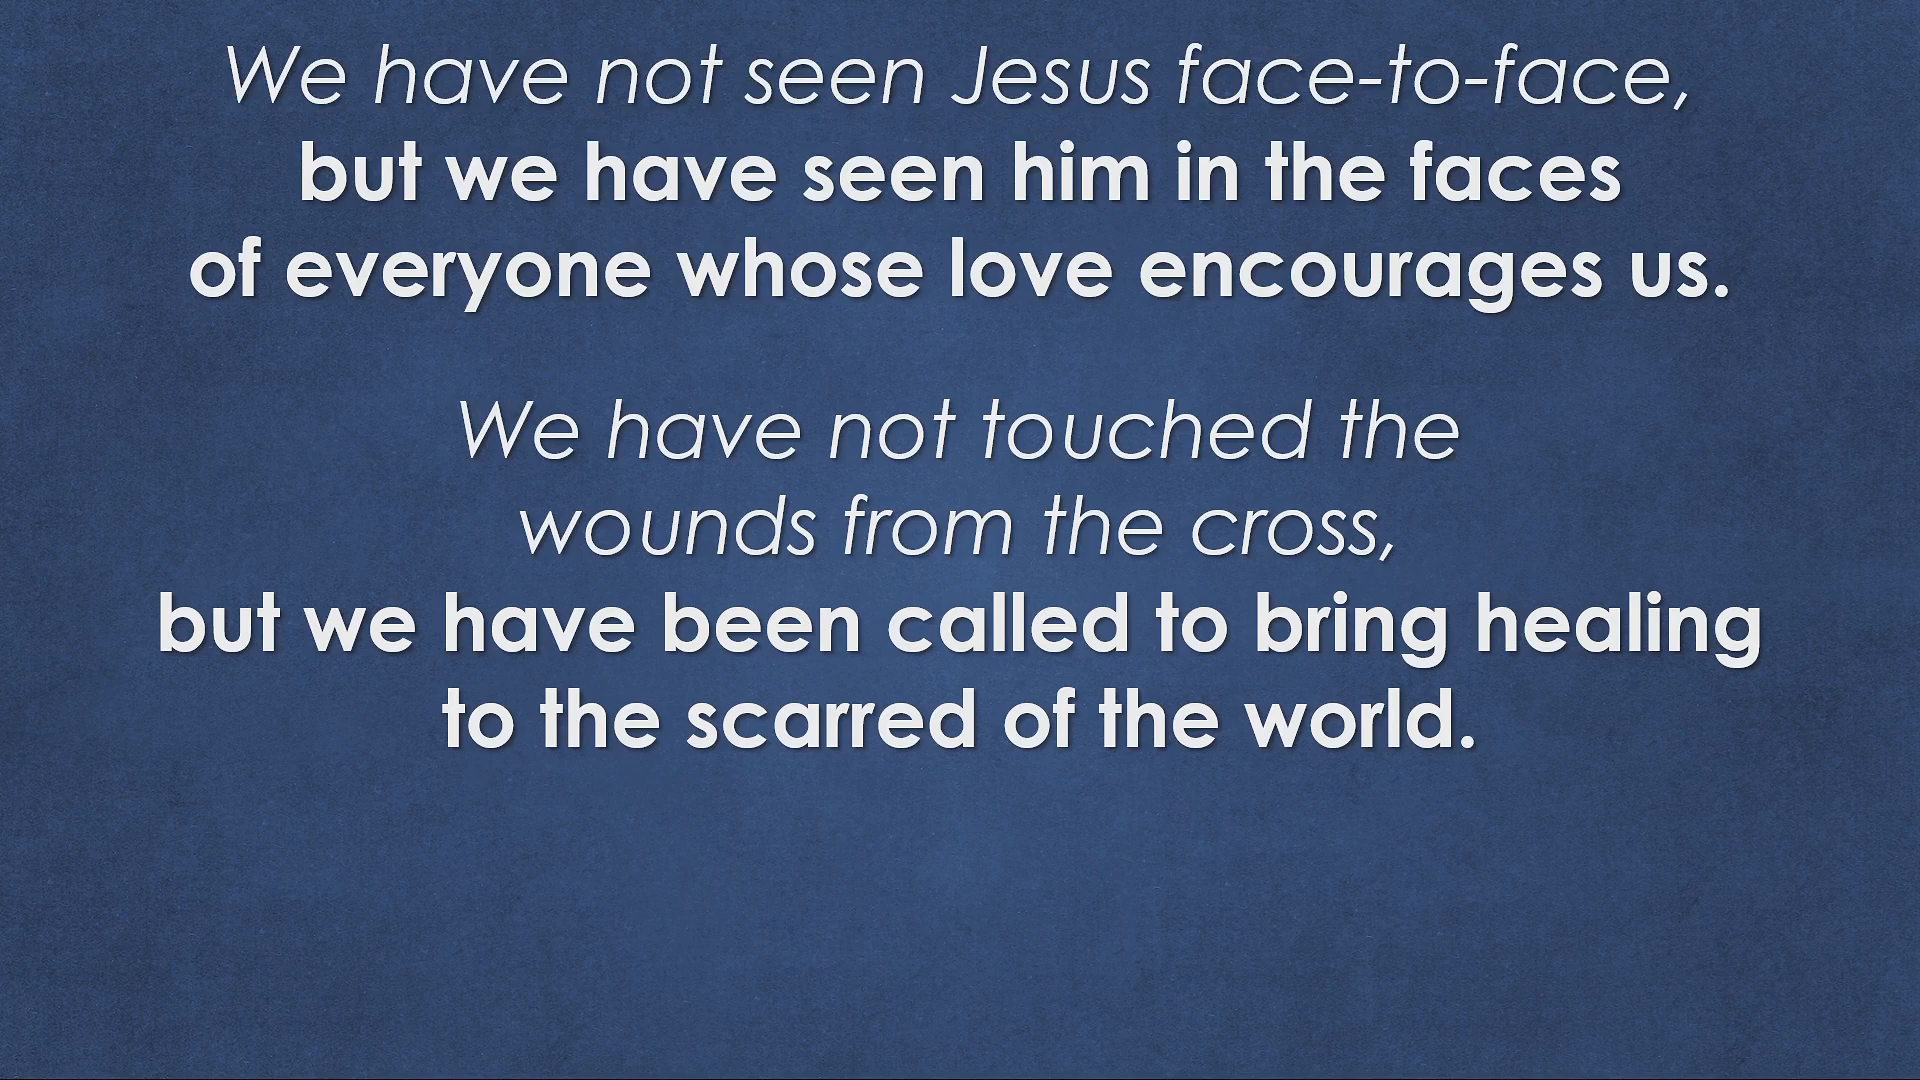 We have not seen Jesus face-to-face,
but we have seen him in the faces
of everyone whose love encourages us.
We have not touched the
wounds from the cross,
but we have been called to bring healing
to the scarred of the world.